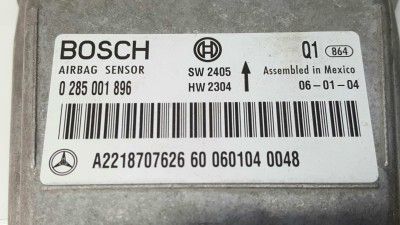 BOSCH Q1 864
AIRBAG SENSOR SW 2405 Assembled in Mexico
0 285 001 896 HW 2304 06-01-04
A2218707626 60 060104 0048